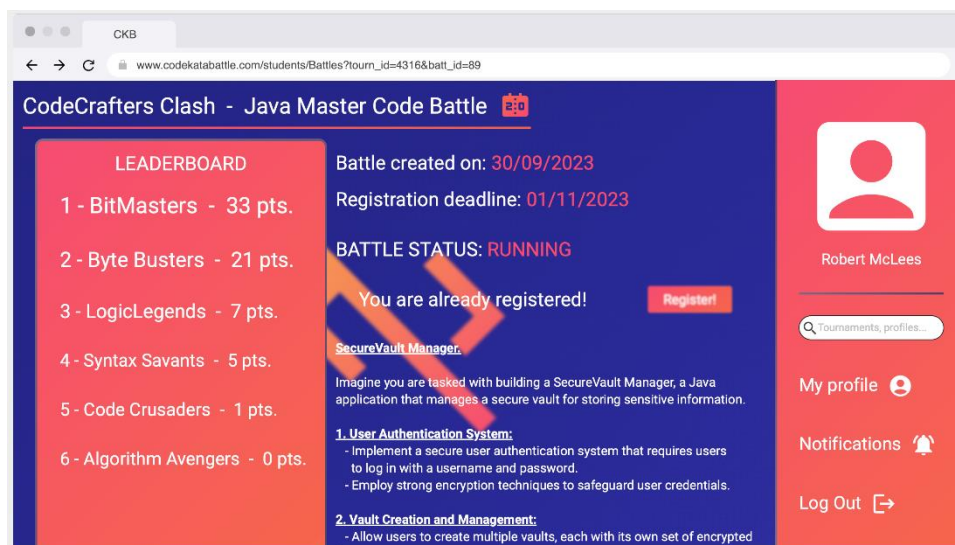 CKB
www.codekatabattle.com/students/Battles?tourn_id=4316&batt_id=89
CodeCrafters Clash - Java Master Code Battle
LEADERBOARD
1 - BitMasters - 33 pts.
2 - Byte Busters - 21 pts.
3 - LogicLegends - 7 pts.
4 - Syntax Savants - 5 pts.
5 - Code Crusaders - 1 pts.
6 - Algorithm Avengers - 0 pts.
Battle created on: 30/09/2023
Registration deadline: 01/11/2023
BATTLE STATUS: RUNNING
You are already registered!
Register!
SecureVault Manager.
Imagine you are tasked with building a SecureVault Manager, a Java
application that manages a secure vault for storing sensitive information.
1. User Authentication System:
- Implement a secure user authentication system that requires users
to log in with a username and password.
- Employ strong encryption techniques to safeguard user credentials.
2. Vault Creation and Management:
- Allow users to create multiple vaults, each with its own set of encrypted
Robert McLees
Tournaments, profiles...
My profile
Notifications
Log Out